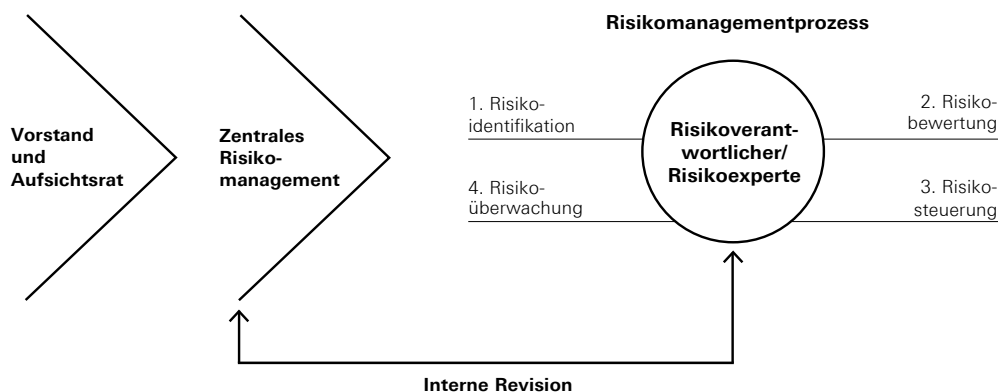 Risikomanagementprozess
Vorstand
und
Aufsichtsrat
Zentrales
Risiko-
management
1. Risiko-
identifikation
Risikoverant-
wortlicher/
Risikoexperte
2. Risiko-
bewertung
4. Risiko-
überwachung
3. Risiko-
steuerung
Interne Revision